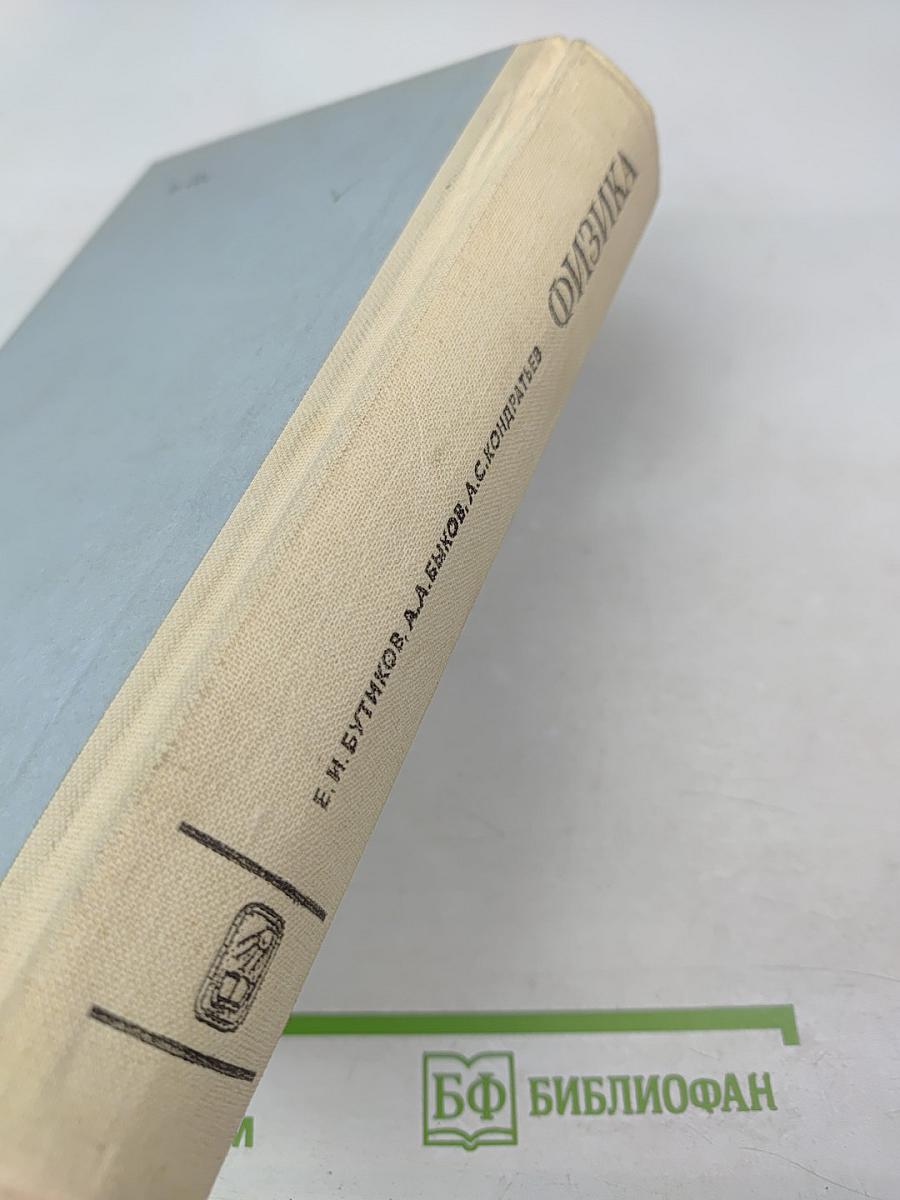 Е. И. БУТИКОВ, А.А.БЫКОВ, А.С.КОНДРАТЬЕВ ФИЗИКА
БФ БИБЛИОФАН